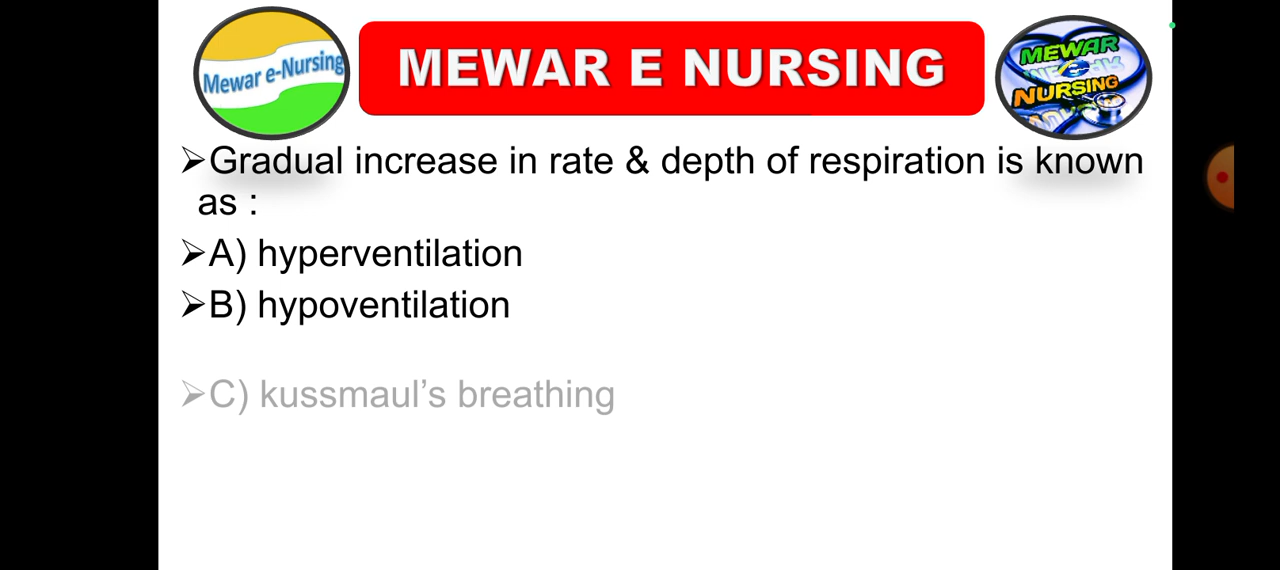 Mewar e-Nursing
MEWAR E NURSING
MEWAR
NURSING
➢Gradual increase in rate & depth of respiration is known
as :
➢A) hyperventilation
➢B) hypoventilation
➢C) kussmaul’s breathing